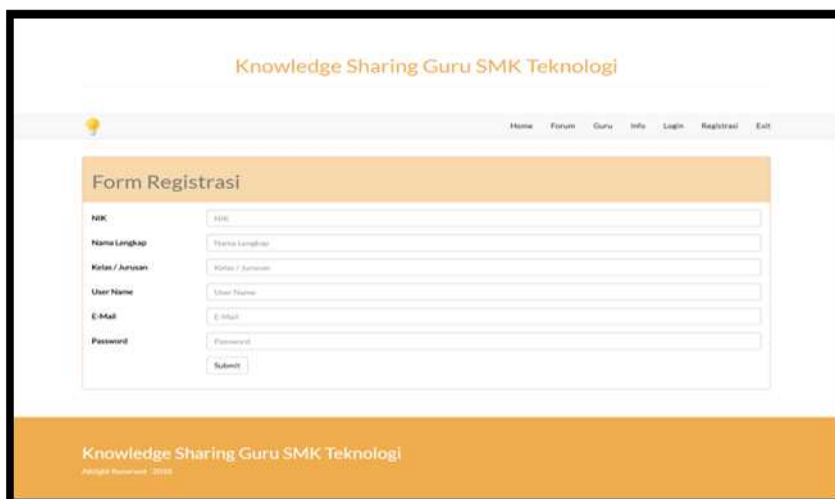 Knowledge Sharing Guru SMK Teknologi
Home Forum Guru Info Login Registrasi Exit
Form Registrasi
NIK NIK
Nama Lengkap Nama Lengkap
Kelas / Jurusan Kelas / Jurusan
User Name User Name
E-Mail E-Mail
Password Password
Submit
Knowledge Sharing Guru SMK Teknologi